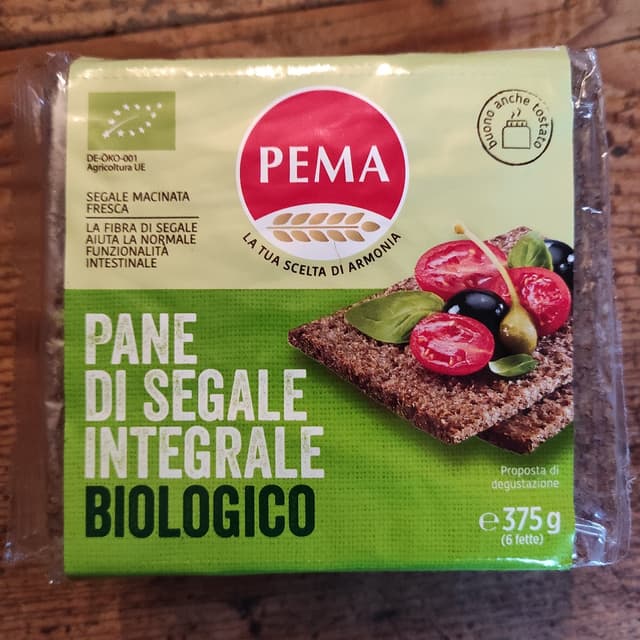 DE-ÖKO-001
Agricoltura UE
SEGALE MACINATA
FRESCA
LA FIBRA DI SEGALE
AIUTA LA NORMALE
FUNZIONALITÀ
INTESTINALE
PEMA
LA TUA SCELTA DI ARMONIA
buono anche tostato
PANE
DI SEGALE
INTEGRALE
BIOLOGICO
Proposta di
degustazione
℮ 375 g
(6 fette)